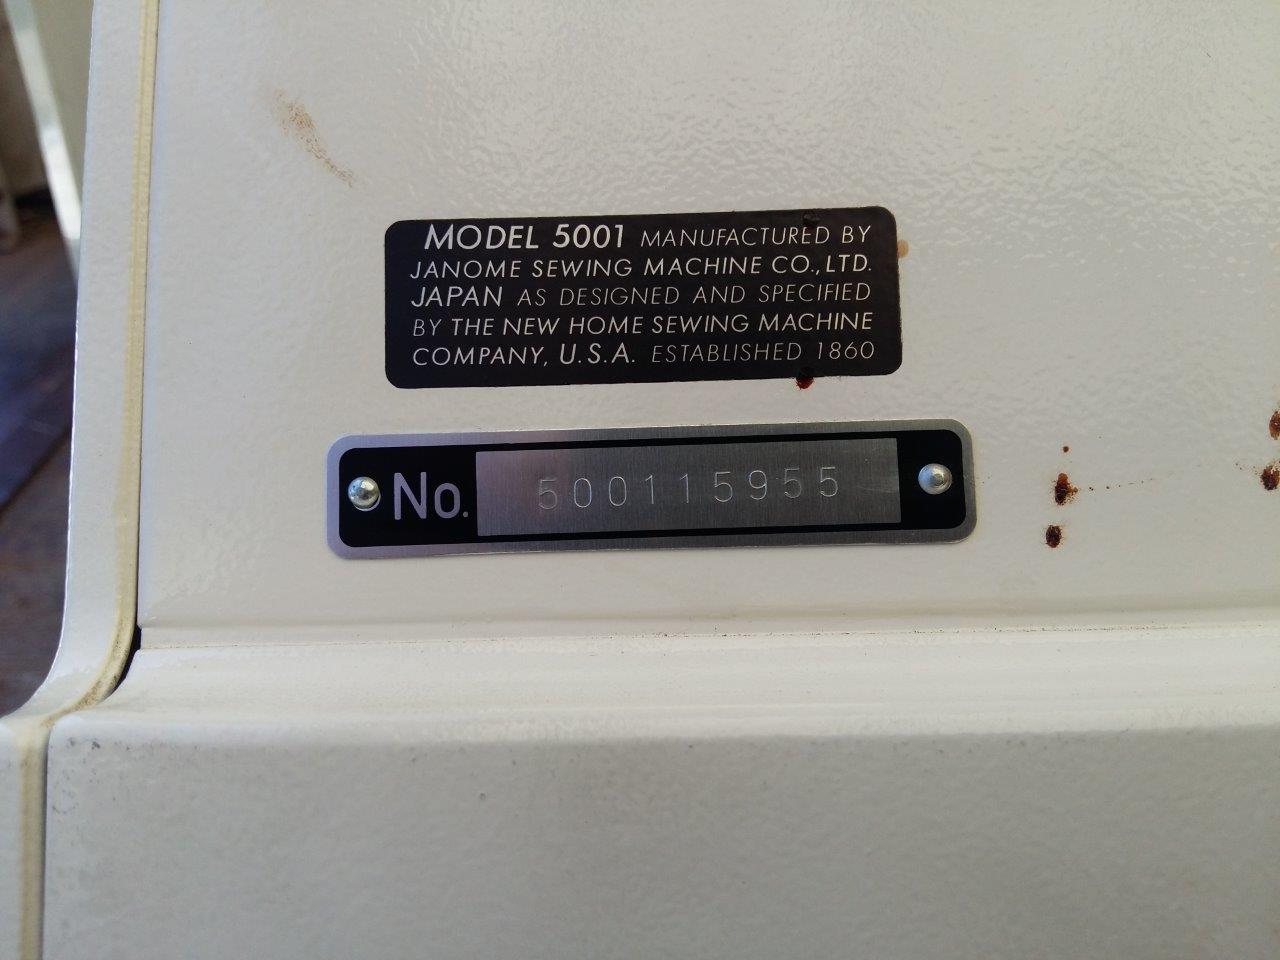 MODEL 5001 MANUFACTURED BY
JANOME SEWING MACHINE CO., LTD.
JAPAN AS DESIGNED AND SPECIFIED
BY THE NEW HOME SEWING MACHINE
COMPANY, U.S.A. ESTABLISHED 1860
No. 500115955